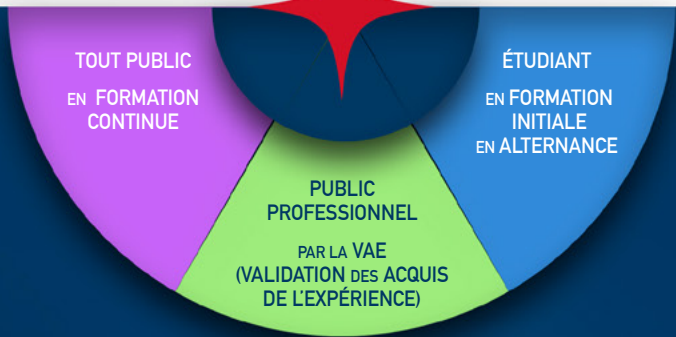 TOUT PUBLIC
EN FORMATION
CONTINUE
PUBLIC
PROFESSIONNEL
PAR LA VAE
(VALIDATION DES ACQUIS
DE L'EXPÉRIENCE)
ÉTUDIANT
EN FORMATION
INITIALE
EN ALTERNANCE